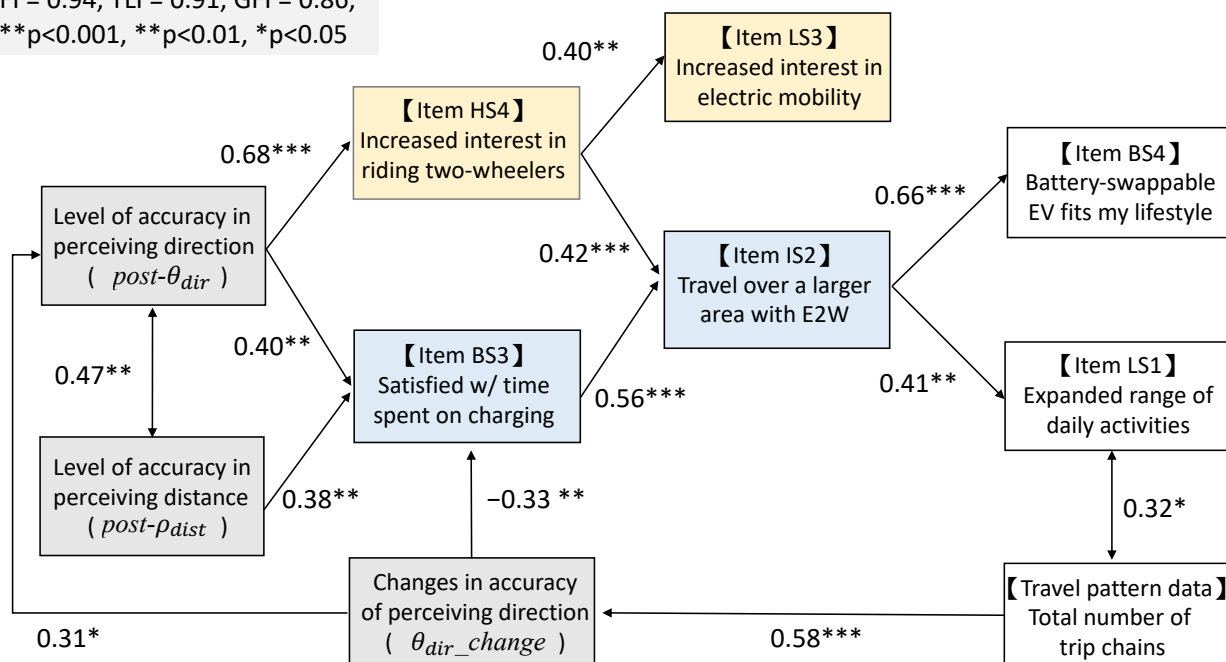 TLI = 0.91, GFI = 0.86,
**p<0.001, **p<0.01, *p<0.05
0.40**
【Item LS3】
Increased interest in
electric mobility
【Item HS4】
Increased interest in
riding two-wheelers
0.68***
【Item BS4】
Battery-swappable
EV fits my lifestyle
0.66***
Level of accuracy in
perceiving direction
( post-θdir )
0.42***
【Item IS2】
Travel over a larger
area with E2W
0.40**
【Item BS3】
Satisfied w/ time
spent on charging
0.47**
0.56***
0.41**
【Item LS1】
Expanded range of
daily activities
Level of accuracy in
perceiving distance
( post-ρdist )
0.38**
−0.33 **
0.32*
Changes in accuracy
of perceiving direction
( θdir_change )
【Travel pattern data】
Total number of
trip chains
0.31*
0.58***